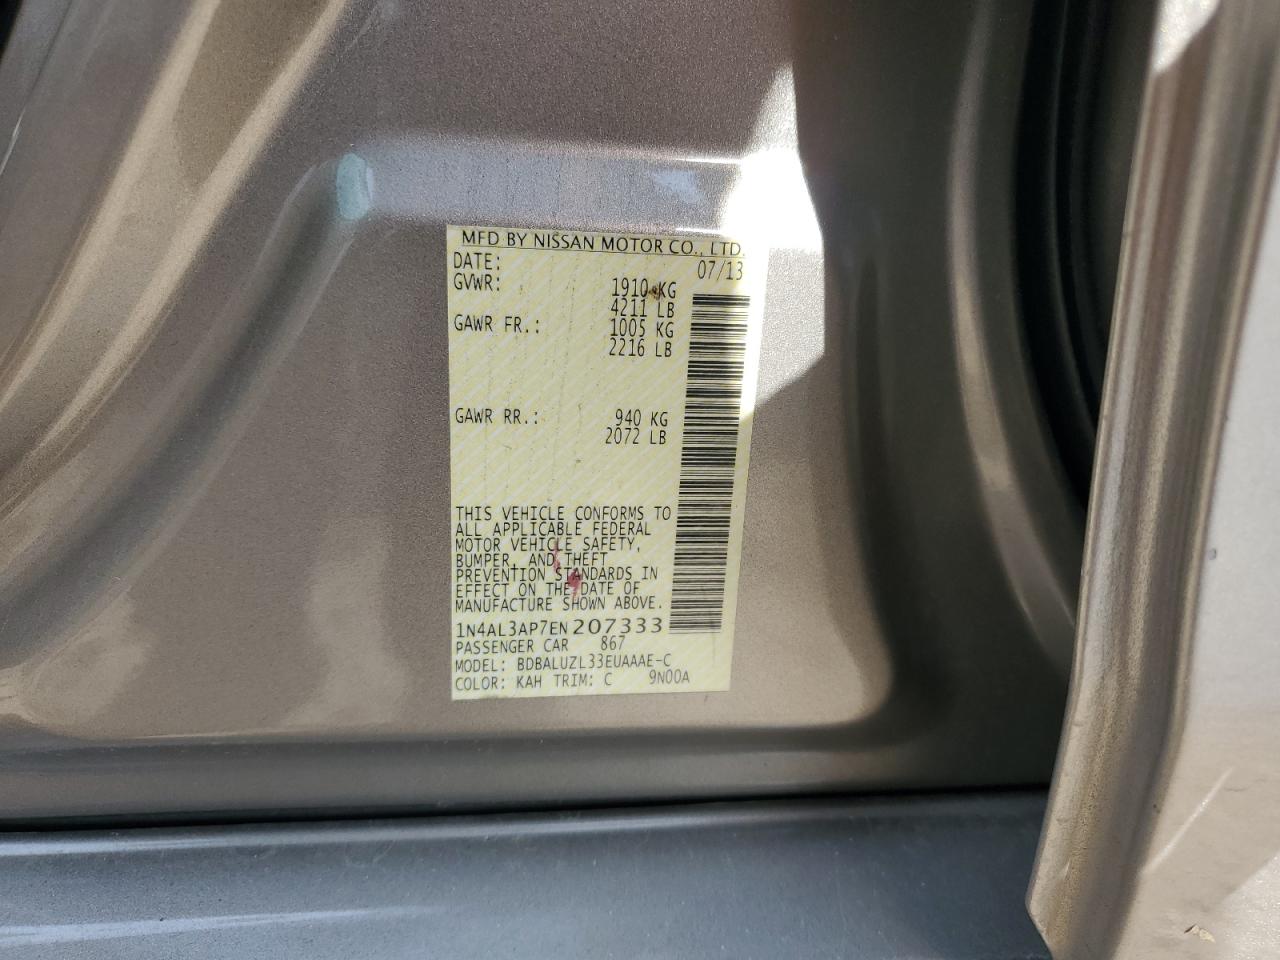 MFD BY NISSAN MOTOR CO., LTD.
DATE: 07/13
GVWR: 1910 KG
4211 LB
GAWR FR.: 1005 KG
2216 LB
GAWR RR.: 940 KG
2072 LB
THIS VEHICLE CONFORMS TO
ALL APPLICABLE FEDERAL
MOTOR VEHICLE SAFETY,
BUMPER, AND THEFT
PREVENTION STANDARDS IN
EFFECT ON THE DATE OF
MANUFACTURE SHOWN ABOVE.
1N4AL3AP7EN207333
PASSENGER CAR 867
MODEL: BDBALUZL33EUAAAE-C
COLOR: KAH TRIM: C 9N00A